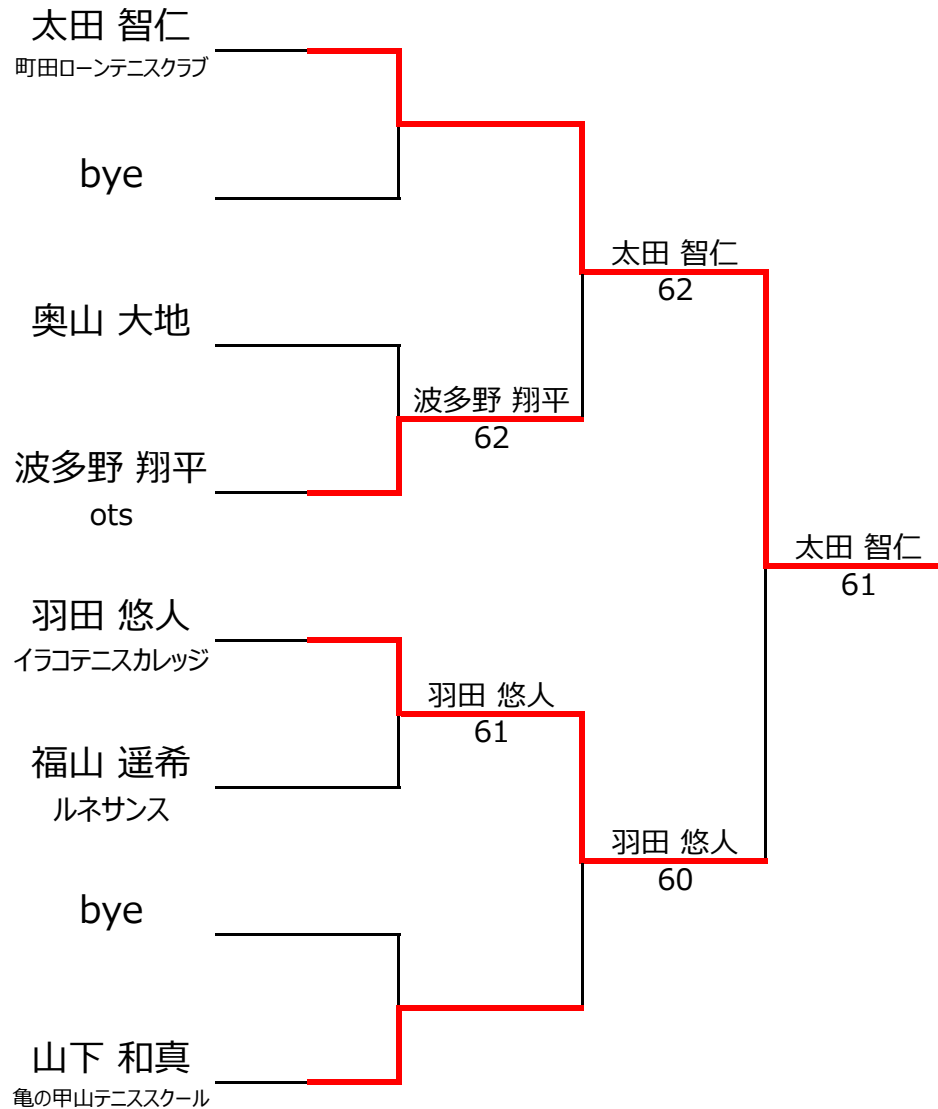 太田 智仁
町田ローンテニスクラブ
bye
奥山 大地
波多野 翔平
ots
羽田 悠人
イラコテニスカレッジ
福山 遥希
ルネサンス
bye
山下 和真
亀の甲山テニススクール
波多野 翔平
62
羽田 悠人
61
太田 智仁
62
羽田 悠人
60
太田 智仁
61